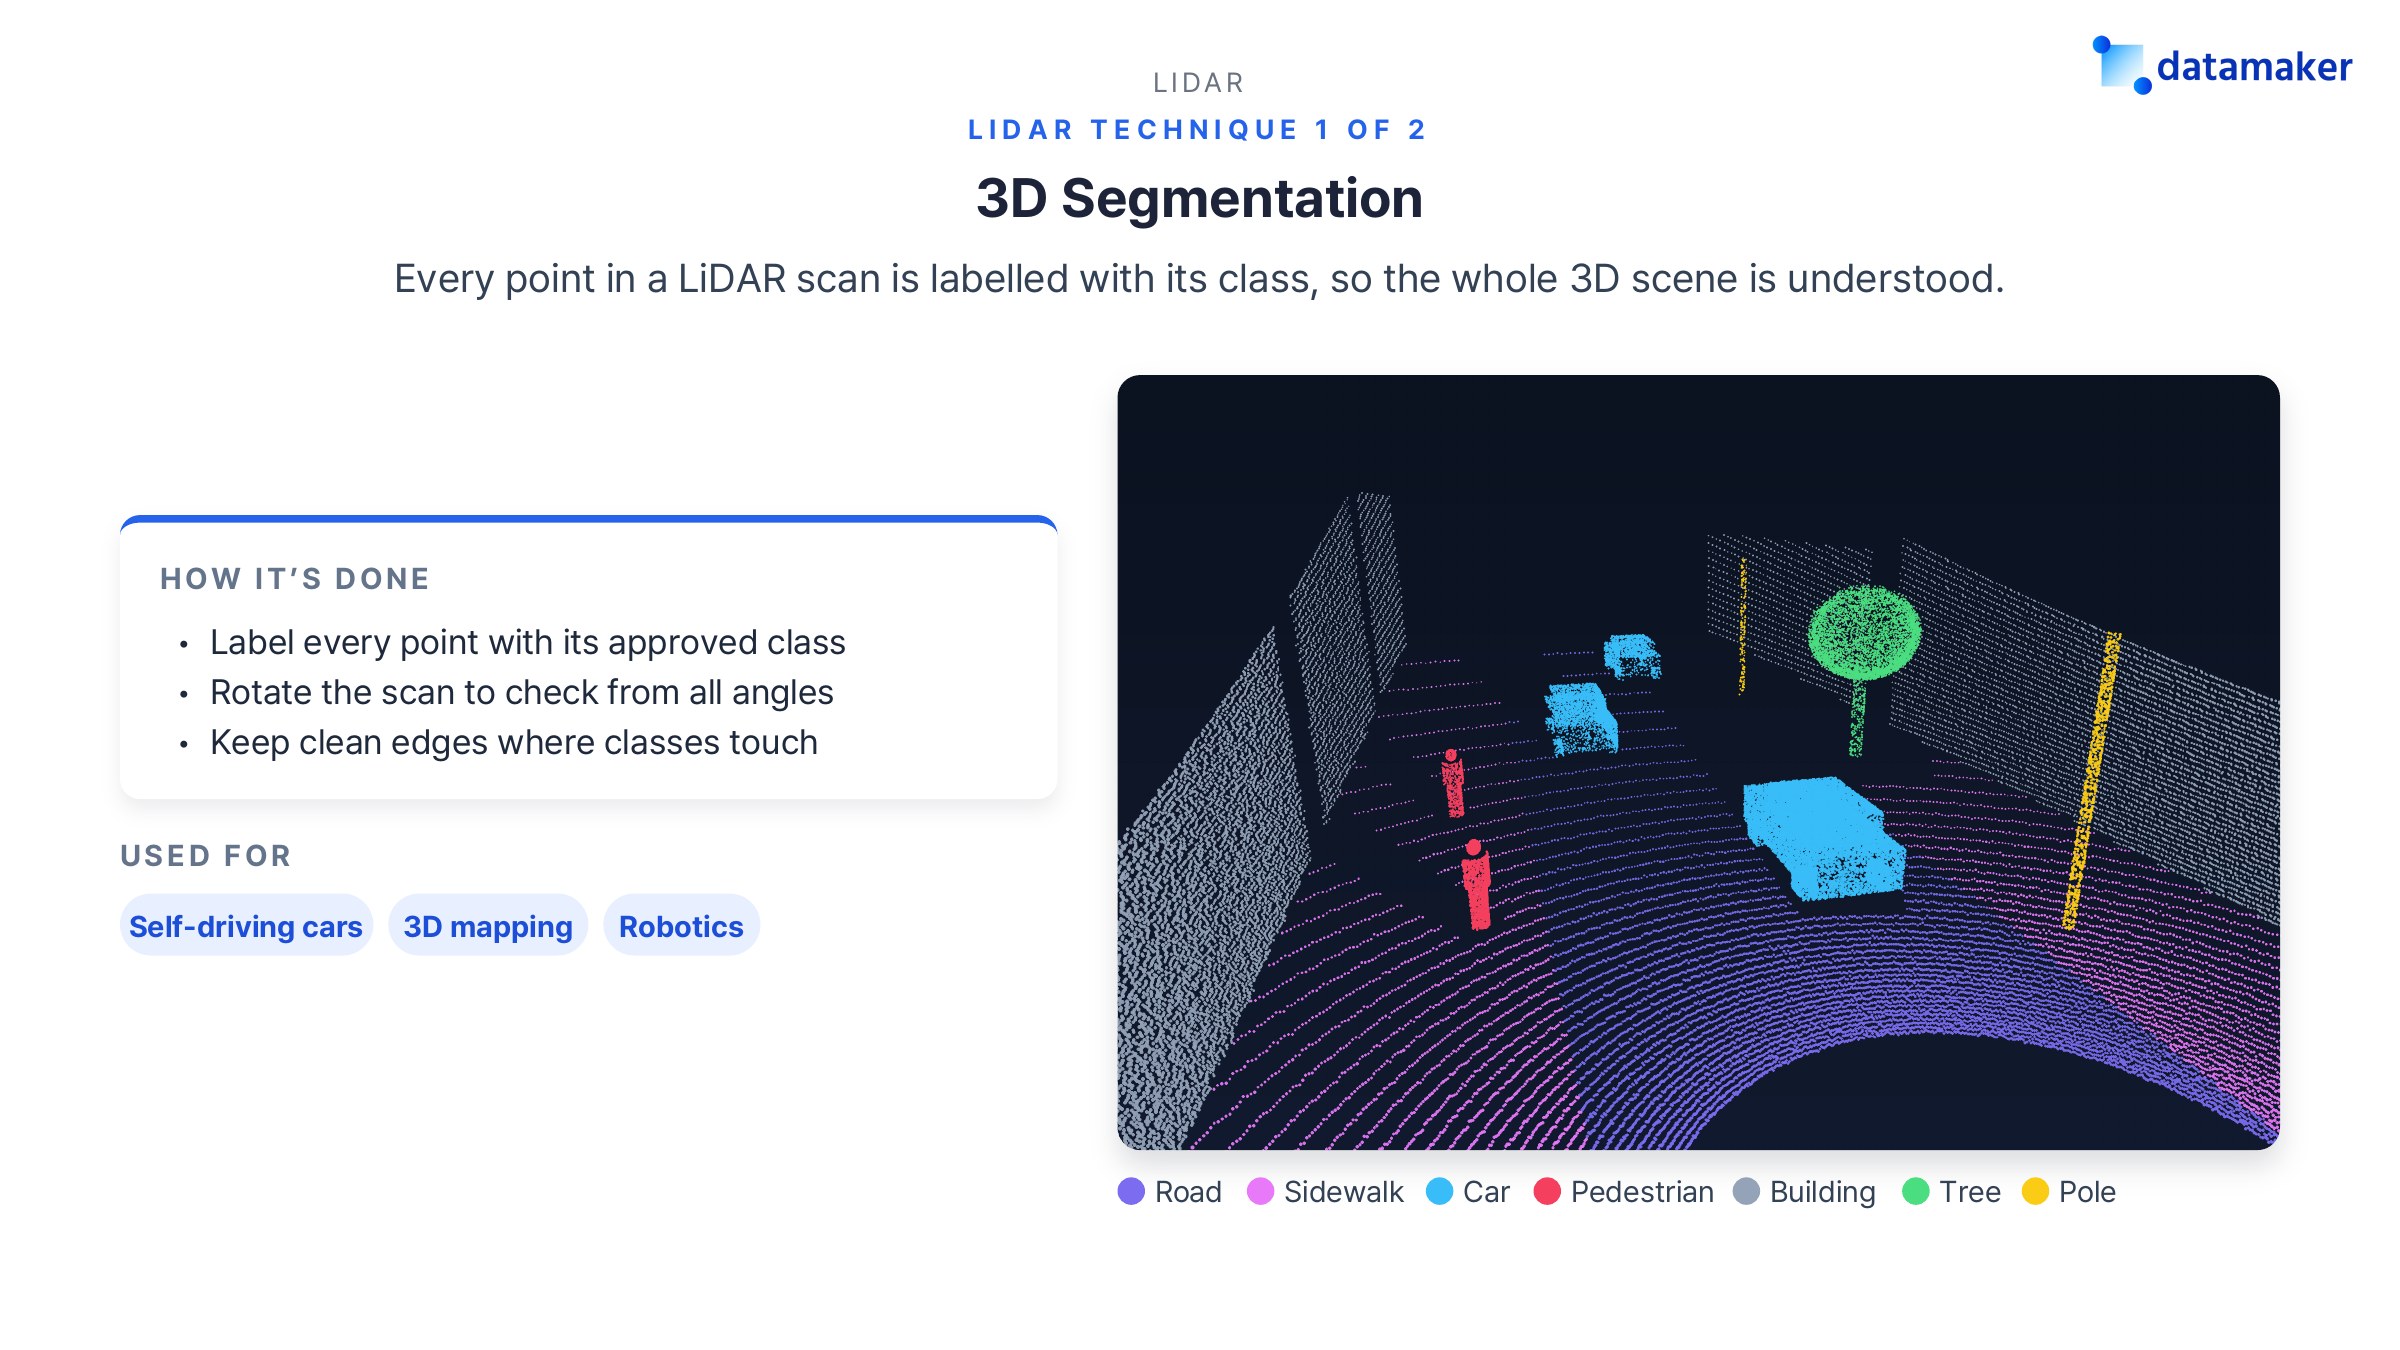 datamaker
LIDAR
LIDAR TECHNIQUE 1 OF 2
3D Segmentation
Every point in a LiDAR scan is labelled with its class, so the whole 3D scene is understood.
HOW IT’S DONE
• Label every point with its approved class
• Rotate the scan to check from all angles
• Keep clean edges where classes touch
USED FOR
Self-driving cars 3D mapping Robotics
Road Sidewalk Car Pedestrian Building Tree Pole